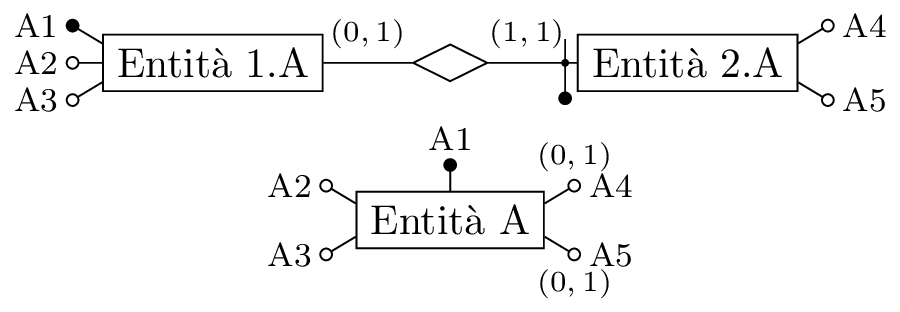 A1 (0, 1) (1, 1) A4
A2 Entità 1.A Entità 2.A
A3 A5
A1
(0, 1)
A2 A4
Entità A
A3 A5
(0, 1)